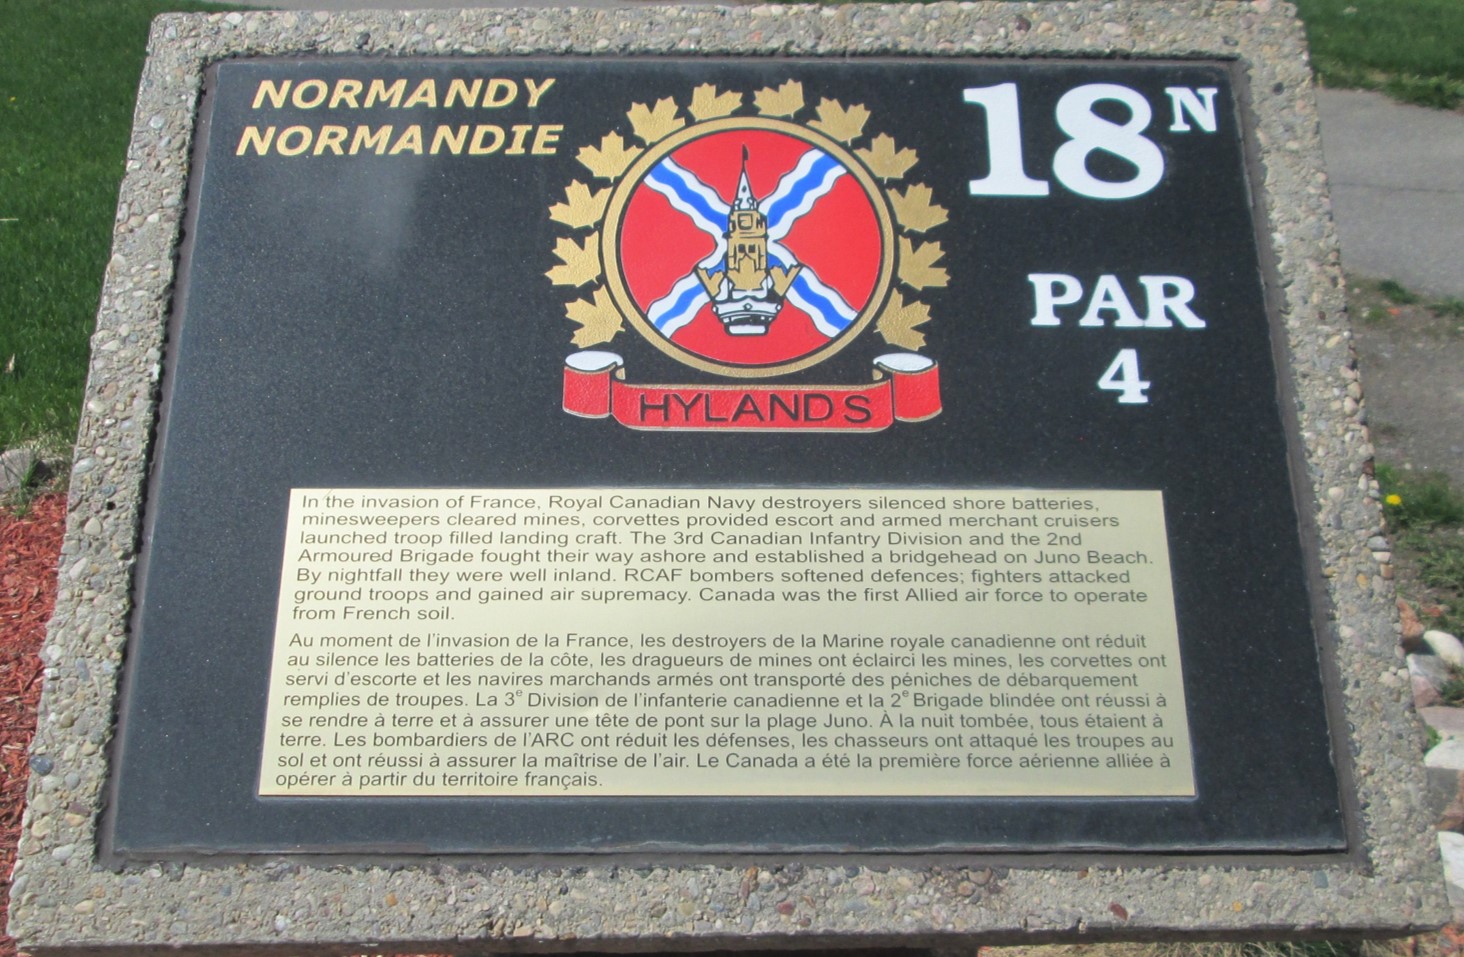 NORMANDY
NORMANDIE
18N
PAR
4
HYLANDS
In the invasion of France, Royal Canadian Navy destroyers silenced shore batteries,
minesweepers cleared mines, corvettes provided escort and armed merchant cruisers
launched troop filled landing craft. The 3rd Canadian Infantry Division and the 2nd
Armoured Brigade fought their way ashore and established a bridgehead on Juno Beach.
By nightfall they were well inland. RCAF bombers softened defences; fighters attacked
ground troops and gained air supremacy. Canada was the first Allied air force to operate
from French soil.
Au moment de l'invasion de la France, les destroyers de la Marine royale canadienne ont réduit
au silence les batteries de la côte, les dragueurs de mines ont éclairci les mines, les corvettes ont
servi d'escorte et les navires marchands armés ont transporté des péniches de débarquement
remplies de troupes. La 3e Division de l'infanterie canadienne et la 2e Brigade blindée ont réussi à
se rendre à terre et à assurer une tête de pont sur la plage Juno. À la nuit tombée, tous étaient à
terre. Les bombardiers de l'ARC ont réduit les défenses, les chasseurs ont attaqué les troupes au
sol et ont réussi à assurer la maîtrise de l'air. Le Canada a été la première force aérienne alliée à
opérer à partir du territoire français.